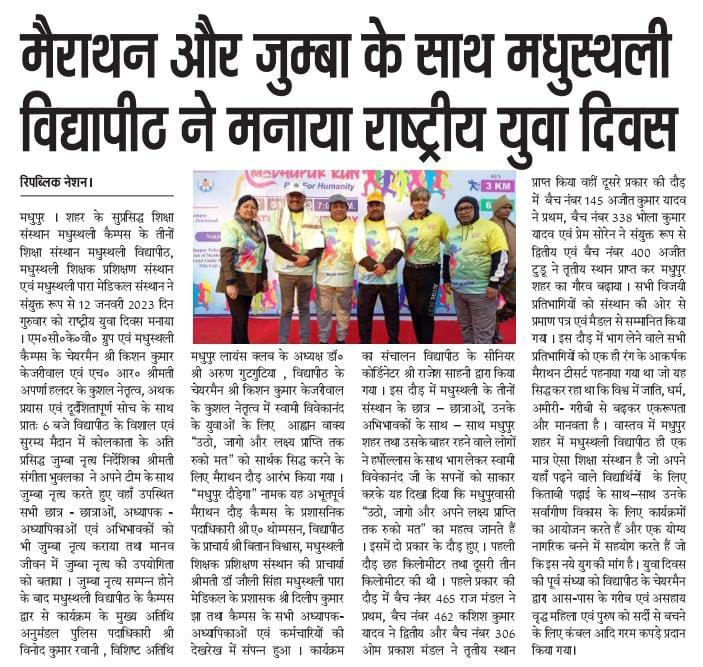 मैराथन और जुम्बा के साथ मधुस्थली
विद्यापीठ ने मनाया राष्ट्रीय युवा दिवस
रिपब्लिक नेशन।
मधुपुर । शहर के सुप्रसिद्ध शिक्षा
संस्थान मधुस्थली कैम्पस के तीनों
शिक्षा संस्थान मधुस्थली विद्यापीठ,
मधुस्थली शिक्षक प्रशिक्षण संस्थान
एवं मधुस्थली पारा मेडिकल संस्थान ने
संयुक्त रूप से 12 जनवरी 2023 दिन
गुरुवार को राष्ट्रीय युवा दिवस मनाया
। एम०सी०के०वी० ग्रुप एवं मधुस्थली
कैम्पस के चेयरमैन श्री किशन कुमार
केजरीवाल एवं एच० आर० श्रीमती
अपर्णा हलदर के कुशल नेतृत्व, अथक
प्रयास एवं दूर्दशितापूर्ण सोच के साथ
प्रातः 6 बजे विद्यापीठ के विशाल एवं
सुरम्य मैदान में कोलकाता के अति
प्रसिद्ध जुम्बा नृत्य निर्देशिका श्रीमती
संगीता भुवलका ने अपने टीम के साथ
जुम्बा नृत्य करते हुए वहाँ उपस्थित
सभी छात्र - छात्राओं, अध्यापक -
अध्यापिकाओं एवं अभिभावकों को
भी जुम्बा नृत्य कराया तथा मानव
जीवन में जुम्बा नृत्य की उपयोगिता
को बताया । जुम्बा नृत्य सम्पन्न होने
के बाद मधुस्थली विद्यापीठ के कैम्पस
द्वार से कार्यक्रम के मुख्य अतिथि
अनुमंडल पुलिस पदाधिकारी श्री
विनोद कुमार रवानी , विशिष्ट अतिथि
MADHUPUR RUN
Run For Humanity
RUN
3 KM
6
मधुपुर लायंस क्लब के अध्यक्ष डॉ०
श्री अरुण गुटगुटिया , विद्यापीठ के
चेयरमैन श्री किशन कुमार केजरीवाल
के कुशल नेतृत्व में स्वामी विवेकानंद
के युवाओं के लिए आह्वान वाक्य
"उठो, जागो और लक्ष्य प्राप्ति तक
रुको मत" को सार्थक सिद्ध करने के
लिए मैराथन दौड़ आरंभ किया गया ।
"मधुपुर दौड़ेगा" नामक यह अभूतपूर्व
मैराथन दौड़ कैम्पस के प्रशासनिक
पदाधिकारी श्री ए० थोम्पसन, विद्यापीठ
के प्राचार्य श्री बितान विश्वास, मधुस्थली
शिक्षक प्रशिक्षण संस्थान की प्राचार्या
श्रीमती डॉ जौली सिंहा मधुस्थली पारा
मेडिकल के प्रशासक श्री दिलीप कुमार
झा तथा कैम्पस के सभी अध्यापक-
अध्यापिकाओं एवं कर्मचारियों की
देखरेख में संपन्न हुआ । कार्यक्रम
का संचालन विद्यापीठ के सीनियर
कोर्डिनेटर श्री राजेश साहनी द्वारा किया
गया । इस दौड़ में मधुस्थली के तीनों
संस्थान के छात्र – छात्राओं, उनके
अभिभावकों के साथ – साथ मधुपुर
शहर तथा उसके बाहर रहने वाले लोगों
ने हर्षोल्लास के साथ भाग लेकर स्वामी
विवेकानंद जी के सपनों को साकार
करके यह दिखा दिया कि मधुपुरवासी
"उठो, जागो और अपने लक्ष्य प्राप्ति
तक रुको मत" का महत्व जानते हैं
। इसमें दो प्रकार के दौड़ हुए । पहली
दौड़ छह किलोमीटर तथा दूसरी तीन
किलोमीटर की थी । पहले प्रकार की
दौड़ में बैच नंबर 465 राज मंडल ने
प्रथम, बैच नंबर 462 कशिश कुमार
यादव ने द्वितीय और बैच नंबर 306
ओम प्रकाश मंडल ने तृतीय स्थान
प्राप्त किया वहीं दूसरे प्रकार की दौड़
में बैच नंबर 145 अजीत कुमार यादव
ने प्रथम, बैच नंबर 338 भोला कुमार
यादव एवं प्रेम सोरेन ने संयुक्त रूप से
द्वितीय एवं बैच नंबर 400 अजीत
टुडू ने तृतीय स्थान प्राप्त कर मधुपुर
शहर का गौरव बढ़ाया । सभी विजयी
प्रतिभागियों को संस्थान की ओर से
प्रमाण पत्र एवं मैडल से सम्मानित किया
गया । इस दौड़ में भाग लेने वाले सभी
प्रतिभागियों को एक ही रंग के आकर्षक
मैराथन टीसर्ट पहनाया गया था जो यह
सिद्ध कर रहा था कि विश्व में जाति, धर्म,
अमीरी- गरीबी से बढ़कर एकरूपता
और मानवता है । वास्तव में मधुपुर
शहर में मधुस्थली विद्यापीठ ही एक
मात्र ऐसा शिक्षा संस्थान है जो अपने
यहाँ पढ़ने वाले विद्यार्थियों के लिए
किताबी पढ़ाई के साथ–साथ उनके
सर्वांगीण विकास के लिए कार्यक्रमों
का आयोजन करते हैं और एक योग्य
नागरिक बनने में सहयोग करते हैं जो
कि इस नये युग की मांग है । युवा दिवस
की पूर्व संध्या को विद्यापीठ के चेयरमैन
द्वारा आस-पास के गरीब एवं असहाय
वृद्ध महिला एवं पुरुष को सर्दी से बचने
के लिए कंबल आदि गरम कपड़े प्रदान
किया गया।